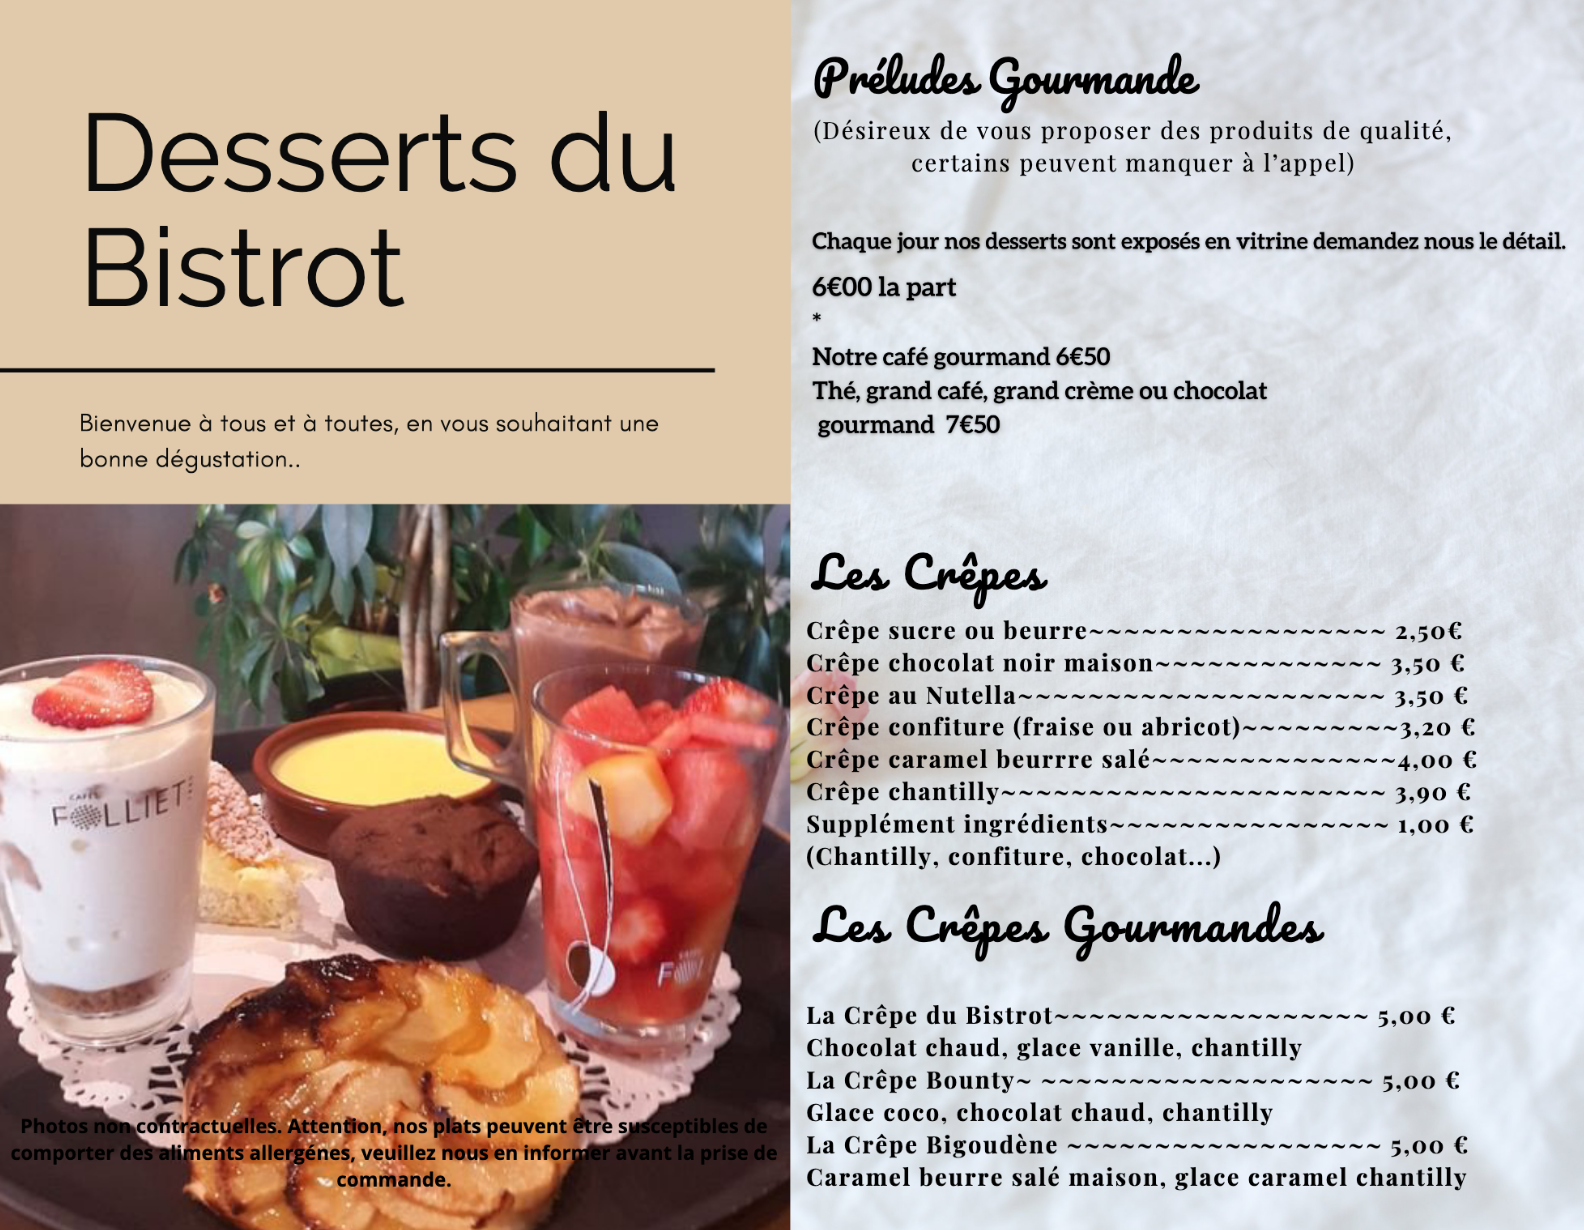 Desserts du
Bistrot
Bienvenue à tous et à toutes, en vous souhaitant une
bonne dégustation..
CAFÉS
FOLLIET
Photos non contractuelles. Attention, nos plats peuvent être susceptibles de
comporter des aliments allergénes, veuillez nous en informer avant la prise de
commande.
Préludes Gourmande
(Désireux de vous proposer des produits de qualité,
certains peuvent manquer à l'appel)
Chaque jour nos desserts sont exposés en vitrine demandez nous le détail.
6€00 la part
*
Notre café gourmand 6€50
Thé, grand café, grand crème ou chocolat
gourmand 7€50
Les Crêpes
Crêpe sucre ou beurre~~~~~~~~~~~~~~~~~ 2,50€
Crêpe chocolat noir maison~~~~~~~~~~~~~ 3,50 €
Crêpe au Nutella~~~~~~~~~~~~~~~~~~~~~ 3,50 €
Crêpe confiture (fraise ou abricot)~~~~~~~~~3,20 €
Crêpe caramel beurrre salé~~~~~~~~~~~~~~4,00 €
Crêpe chantilly~~~~~~~~~~~~~~~~~~~~~~ 3,90 €
Supplément ingrédients~~~~~~~~~~~~~~~~ 1,00 €
(Chantilly, confiture, chocolat...)
Les Crêpes Gourmandes
La Crêpe du Bistrot~~~~~~~~~~~~~~~~~~ 5,00 €
Chocolat chaud, glace vanille, chantilly
La Crêpe Bounty~ ~~~~~~~~~~~~~~~~~~~ 5,00 €
Glace coco, chocolat chaud, chantilly
La Crêpe Bigoudène ~~~~~~~~~~~~~~~~~~ 5,00 €
Caramel beurre salé maison, glace caramel chantilly